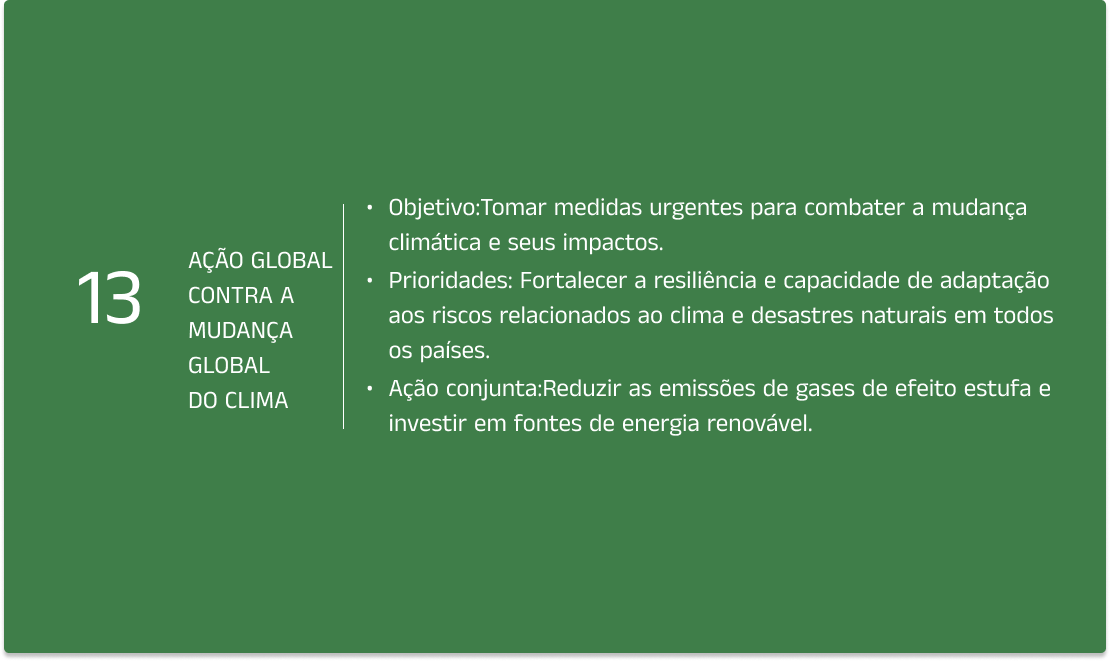 13
AÇÃO GLOBAL
CONTRA A
MUDANÇA
GLOBAL
DO CLIMA
• Objetivo:Tomar medidas urgentes para combater a mudança
climática e seus impactos.
• Prioridades: Fortalecer a resiliência e capacidade de adaptação
aos riscos relacionados ao clima e desastres naturais em todos
os países.
• Ação conjunta:Reduzir as emissões de gases de efeito estufa e
investir em fontes de energia renovável.